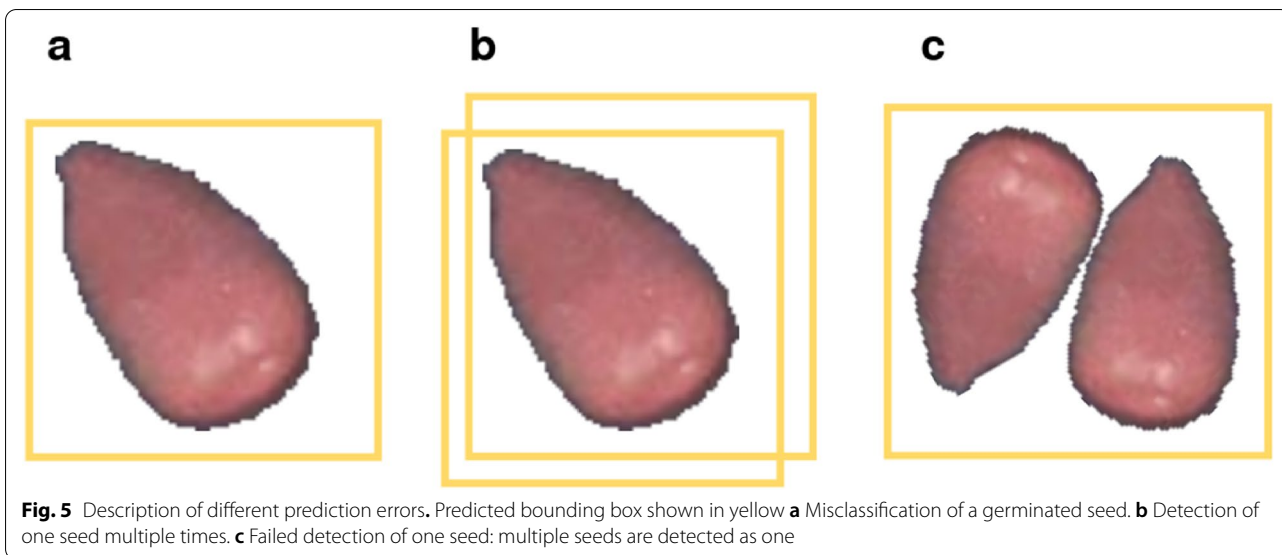 a b c
Fig. 5 Description of different prediction errors. Predicted bounding box shown in yellow a Misclassification of a germinated seed. b Detection of
one seed multiple times. c Failed detection of one seed: multiple seeds are detected as one